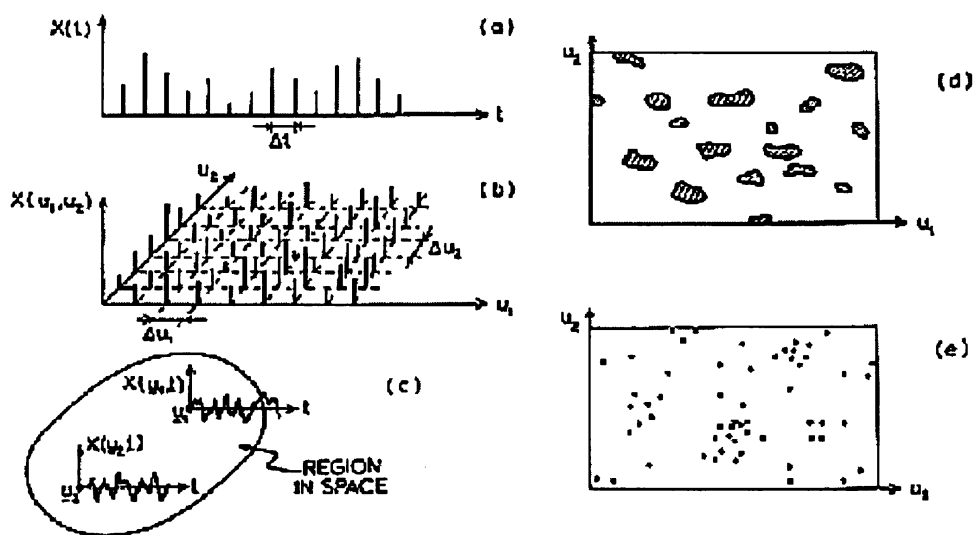 X(t)
(a)
t
Δt
X(u₁,u₂)
u₂
(b)
Δu₂
u₁
Δu₁
(c)
X(u₁,t)
u₁
t
X(u₂,t)
u₂
t
REGION
IN SPACE
u₂
(d)
u₁
u₂
(e)
u₁